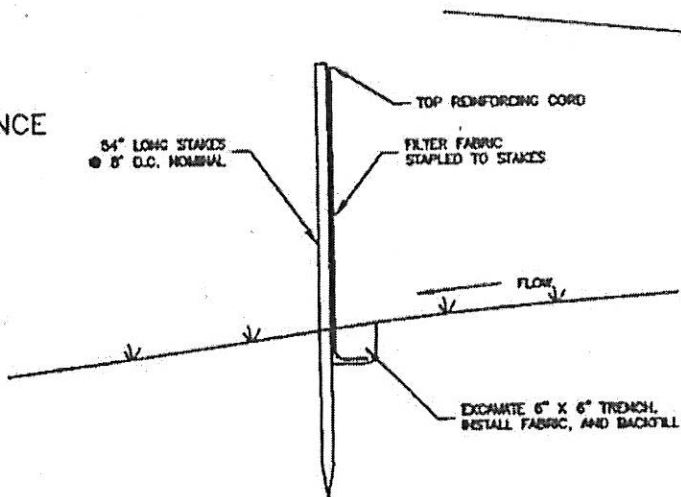 NCE
TOP REINFORCING CORD
54" LONG STAKES
@ 8' O.C. NOMINAL
FILTER FABRIC
STAPLED TO STAKES
FLOW
EXCAVATE 6" X 6" TRENCH,
INSTALL FABRIC, AND BACKFILL